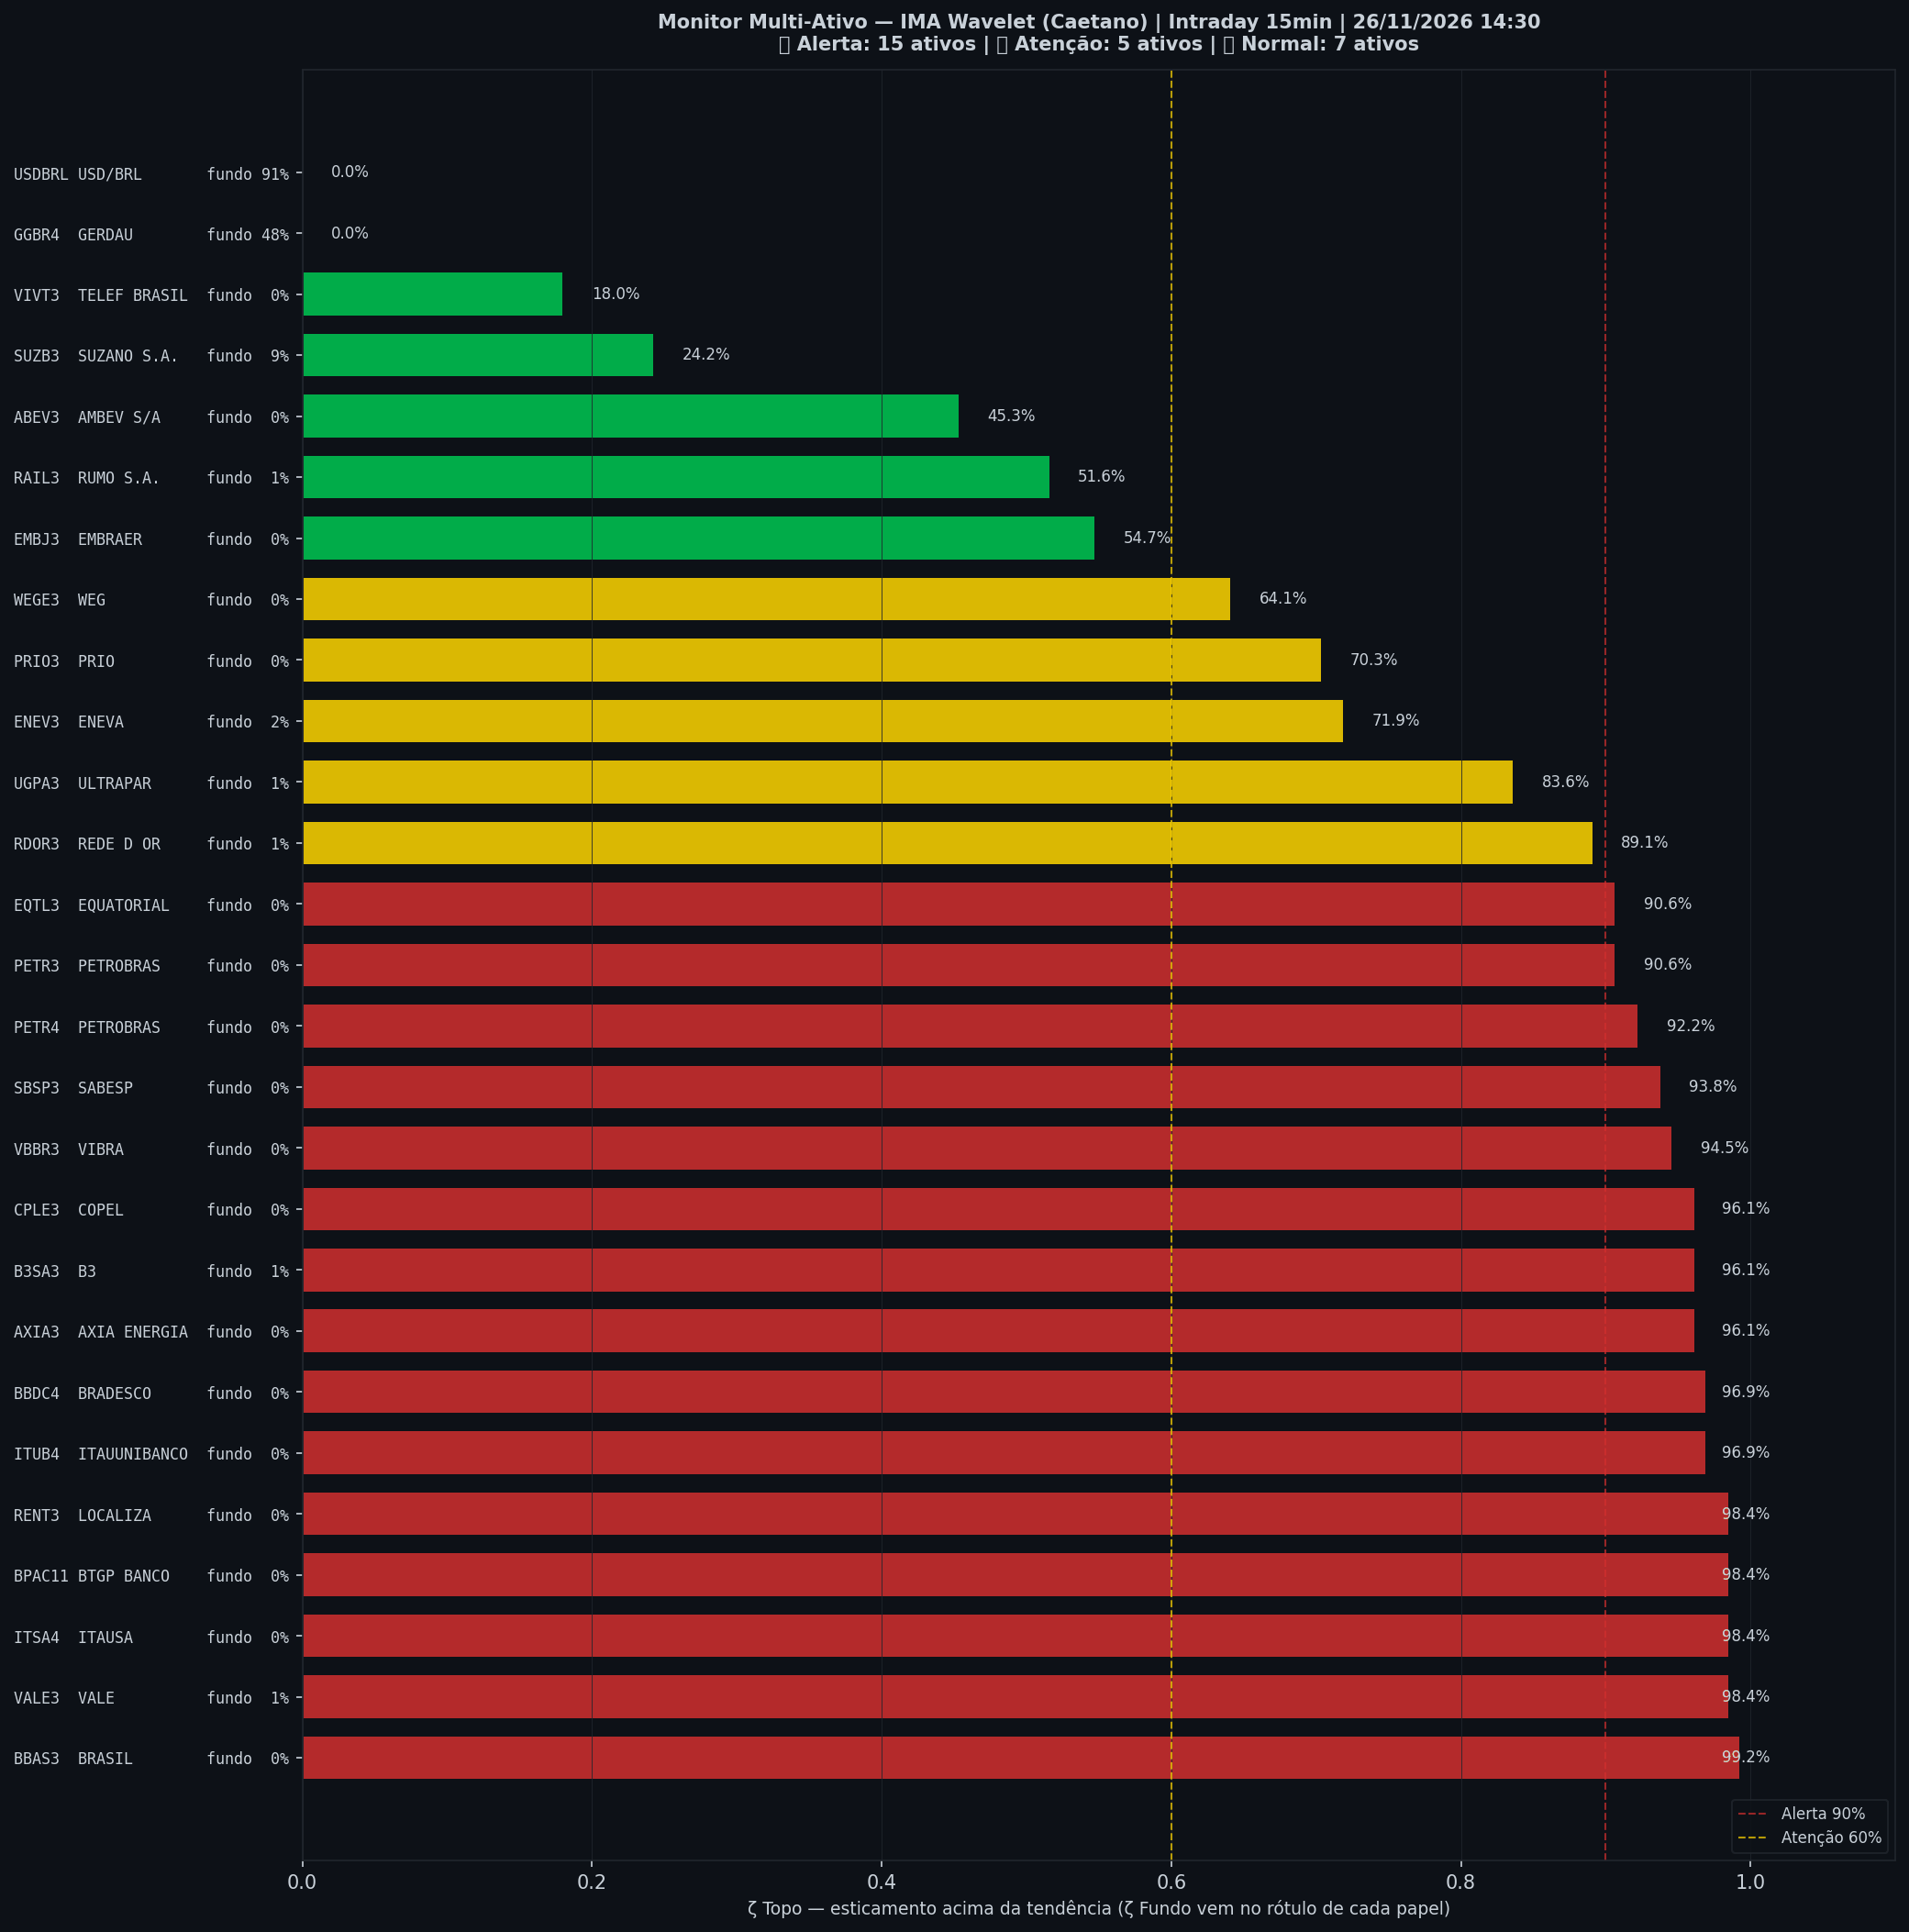 Monitor Multi-Ativo — IMA Wavelet (Caetano) | Intraday 15min | 26/11/2026 14:30
Alerta: 15 ativos | Atenção: 5 ativos | Normal: 7 ativos
USDBRL USD/BRL fundo 91% 0.0%
GGBR4 GERDAU fundo 48% 0.0%
VIVT3 TELEF BRASIL fundo 0% 18.0%
SUZB3 SUZANO S.A. fundo 9% 24.2%
ABEV3 AMBEV S/A fundo 0% 45.3%
RAIL3 RUMO S.A. fundo 1% 51.6%
EMBJ3 EMBRAER fundo 0% 54.7%
WEGE3 WEG fundo 0% 64.1%
PRIO3 PRIO fundo 0% 70.3%
ENEV3 ENEVA fundo 2% 71.9%
UGPA3 ULTRAPAR fundo 1% 83.6%
RDOR3 REDE D OR fundo 1% 89.1%
EQTL3 EQUATORIAL fundo 0% 90.6%
PETR3 PETROBRAS fundo 0% 90.6%
PETR4 PETROBRAS fundo 0% 92.2%
SBSP3 SABESP fundo 0% 93.8%
VBBR3 VIBRA fundo 0% 94.5%
CPLE3 COPEL fundo 0% 96.1%
B3SA3 B3 fundo 1% 96.1%
AXIA3 AXIA ENERGIA fundo 0% 96.1%
BBDC4 BRADESCO fundo 0% 96.9%
ITUB4 ITAUUNIBANCO fundo 0% 96.9%
RENT3 LOCALIZA fundo 0% 98.4%
BPAC11 BTGP BANCO fundo 0% 98.4%
ITSA4 ITAUSA fundo 0% 98.4%
VALE3 VALE fundo 1% 98.4%
BBAS3 BRASIL fundo 0% 99.2%
Alerta 90%
Atenção 60%
0.0 0.2 0.4 0.6 0.8 1.0
ζ Topo — esticamento acima da tendência (ζ Fundo vem no rótulo de cada papel)